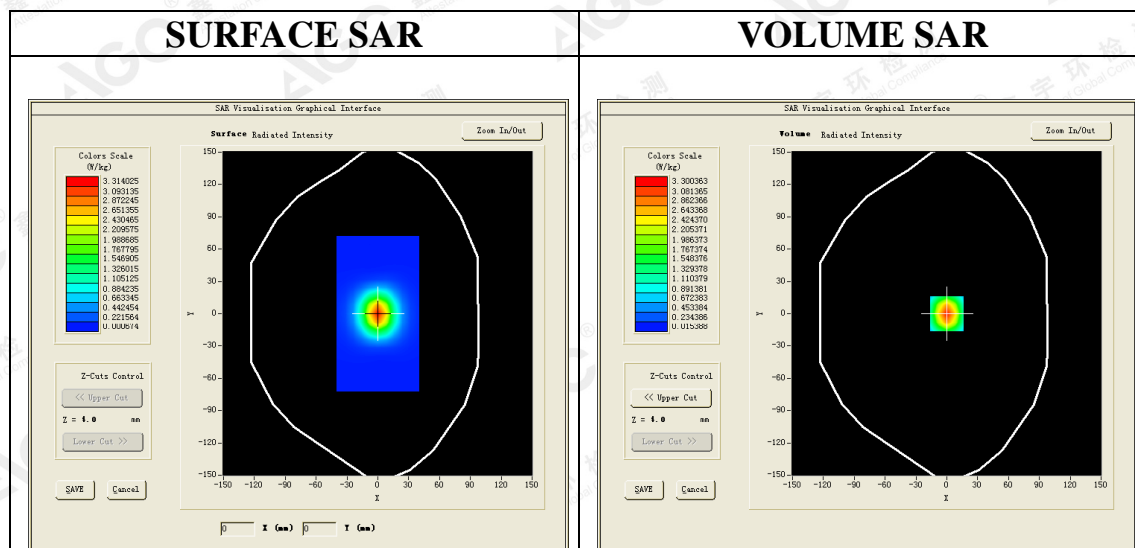 SURFACE SAR
VOLUME SAR
SAR Visualisation Graphical Interface
Surface Radiated Intensity
Zoom In/Out
Colors Scale
(W/kg)
3.314025
3.093135
2.872245
2.651355
2.430465
2.209575
1.988685
1.767795
1.546905
1.326015
1.105125
0.884235
0.663345
0.442454
0.221564
0.000674
150
120
90
60
30
0
-30
-60
-90
-120
-150
Y
-150 -120 -90 -60 -30 0 30 60 90 120 150
X
Z-Cuts Control
<< Upper Cut
Z = 4.0 mm
Lower Cut >>
SAVE Cancel
0 X (mm) 0 Y (mm)
SAR Visualisation Graphical Interface
Volume Radiated Intensity
Zoom In/Out
Colors Scale
(W/kg)
3.300363
3.081365
2.862366
2.643368
2.424370
2.205371
1.986373
1.767374
1.548376
1.329378
1.110379
0.891381
0.672383
0.453384
0.234386
0.015388
150
120
90
60
30
0
-30
-60
-90
-120
-150
Y
-150 -120 -90 -60 -30 0 30 60 90 120 150
X
Z-Cuts Control
<< Upper Cut
Z = 4.0 mm
Lower Cut >>
SAVE Cancel